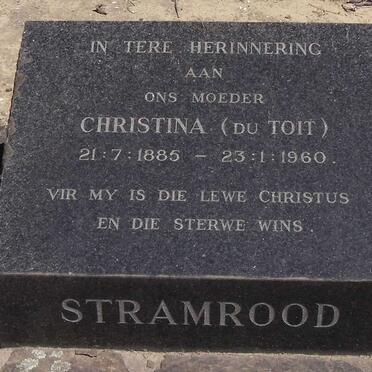 IN TERE HERINNERING
AAN
ONS MOEDER
CHRISTINA (DU TOIT)
21:7:1885 – 23:1:1960.
VIR MY IS DIE LEWE CHRISTUS
EN DIE STERWE WINS.
STRAMROOD